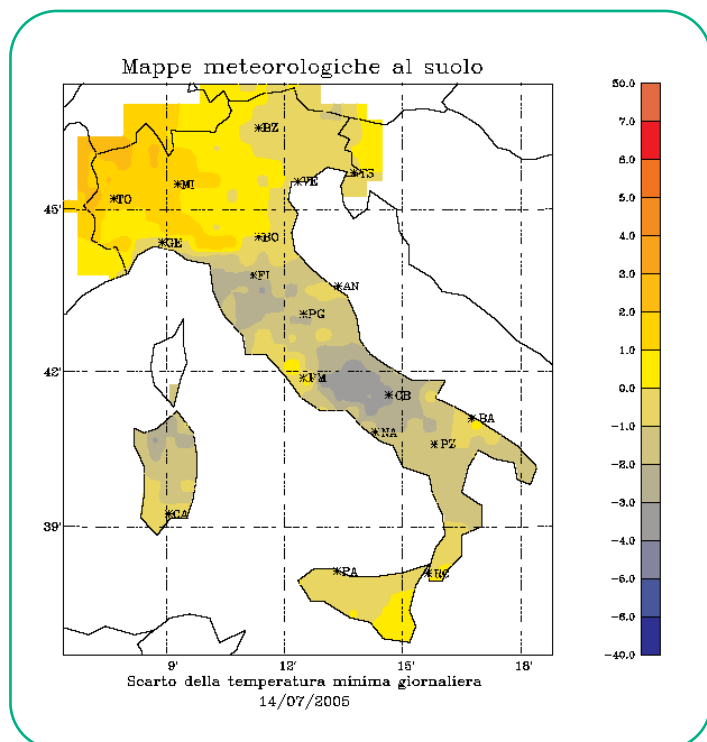 Mappe meteorologiche al suolo
50.0
7.0
6.0
5.0
4.0
3.0
2.0
1.0
0.0
-1.0
-2.0
-3.0
-4.0
-5.0
-6.0
-40.0
*BZ
*TS
*VE
*MI
*TO
45'
*BO
*GE
*FI
*AN
*PG
42'
*FM
*CB
*BA
*NA
*PZ
39'
*CA
*PA
*RC
9'
12'
15'
18'
Scarto della temperatura minima giornaliera
14/07/2005